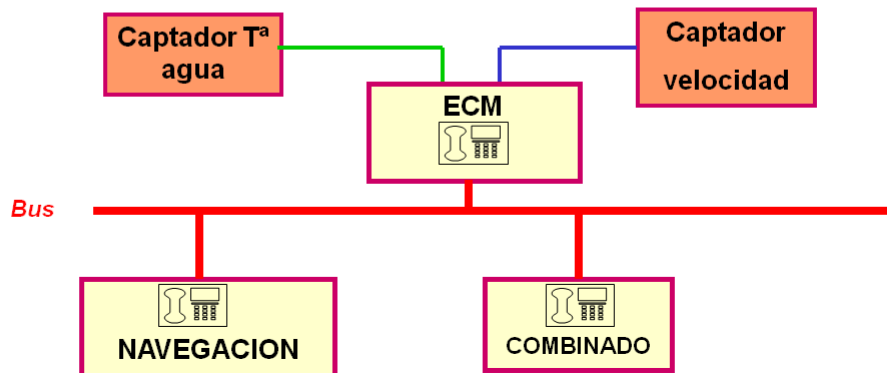 Captador Tª
agua
Captador
velocidad
ECM
Bus
NAVEGACION
COMBINADO